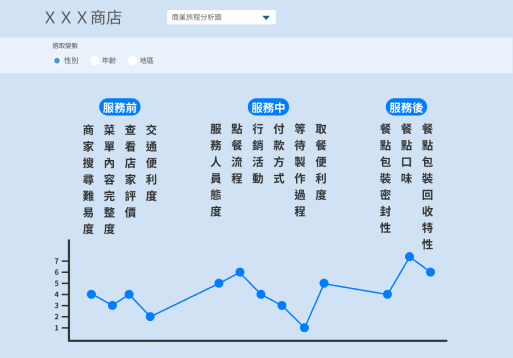 X X X 商店
商業旅程分析圖
選取變數
性別
年齡
地區
服務前
服務中
服務後
商家搜尋難易度
菜單內容完整度
查看店家評價
交通便利度
服務人員態度
點餐流程
行銷活動
付款方式
等待製作過程
取餐便利度
餐點包裝密封性
餐點口味
餐點包裝回收特性
7
6
5
4
3
2
1